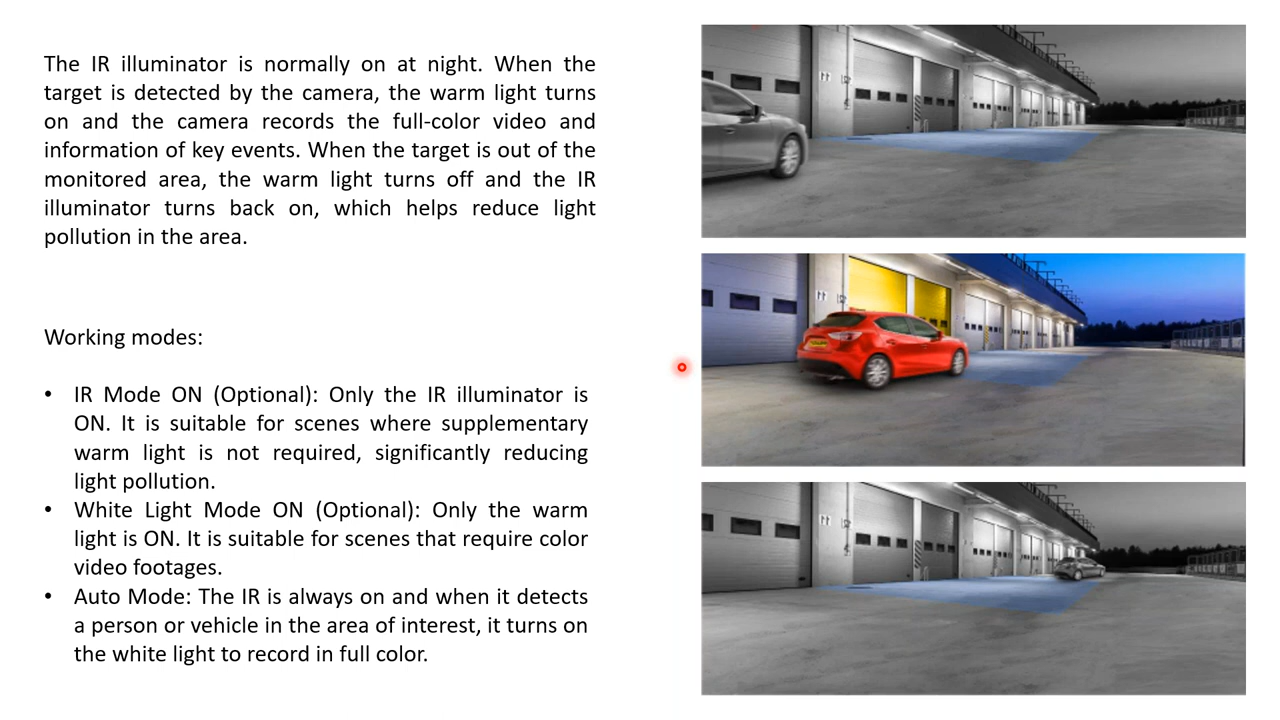 The IR illuminator is normally on at night. When the
target is detected by the camera, the warm light turns
on and the camera records the full-color video and
information of key events. When the target is out of the
monitored area, the warm light turns off and the IR
illuminator turns back on, which helps reduce light
pollution in the area.
Working modes:
• IR Mode ON (Optional): Only the IR illuminator is
ON. It is suitable for scenes where supplementary
warm light is not required, significantly reducing
light pollution.
• White Light Mode ON (Optional): Only the warm
light is ON. It is suitable for scenes that require color
video footages.
• Auto Mode: The IR is always on and when it detects
a person or vehicle in the area of interest, it turns on
the white light to record in full color.